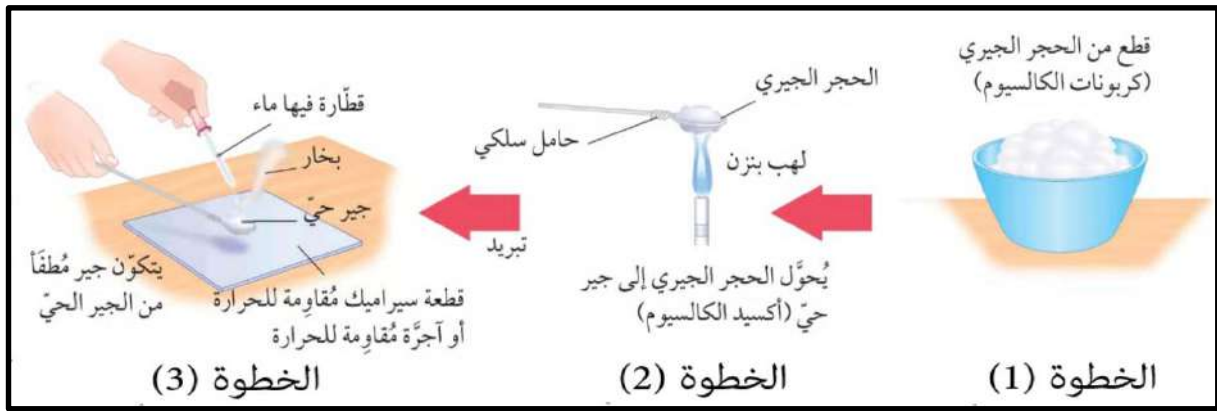 قطع من الحجر الجيري
(كربونات الكالسيوم)
الخطوة (1)
الحجر الجيري
حامل سلكي
لهب بنزن
يُحوَّل الحجر الجيري إلى جير
حيّ (أكسيد الكالسيوم)
الخطوة (2)
تبريد
قطّارة فيها ماء
بخار
جير حيّ
قطعة سيراميك مُقاوِمة للحرارة
أو آجرَّة مُقاوِمة للحرارة
يتكوّن جير مُطفَأ
من الجير الحيّ
الخطوة (3)